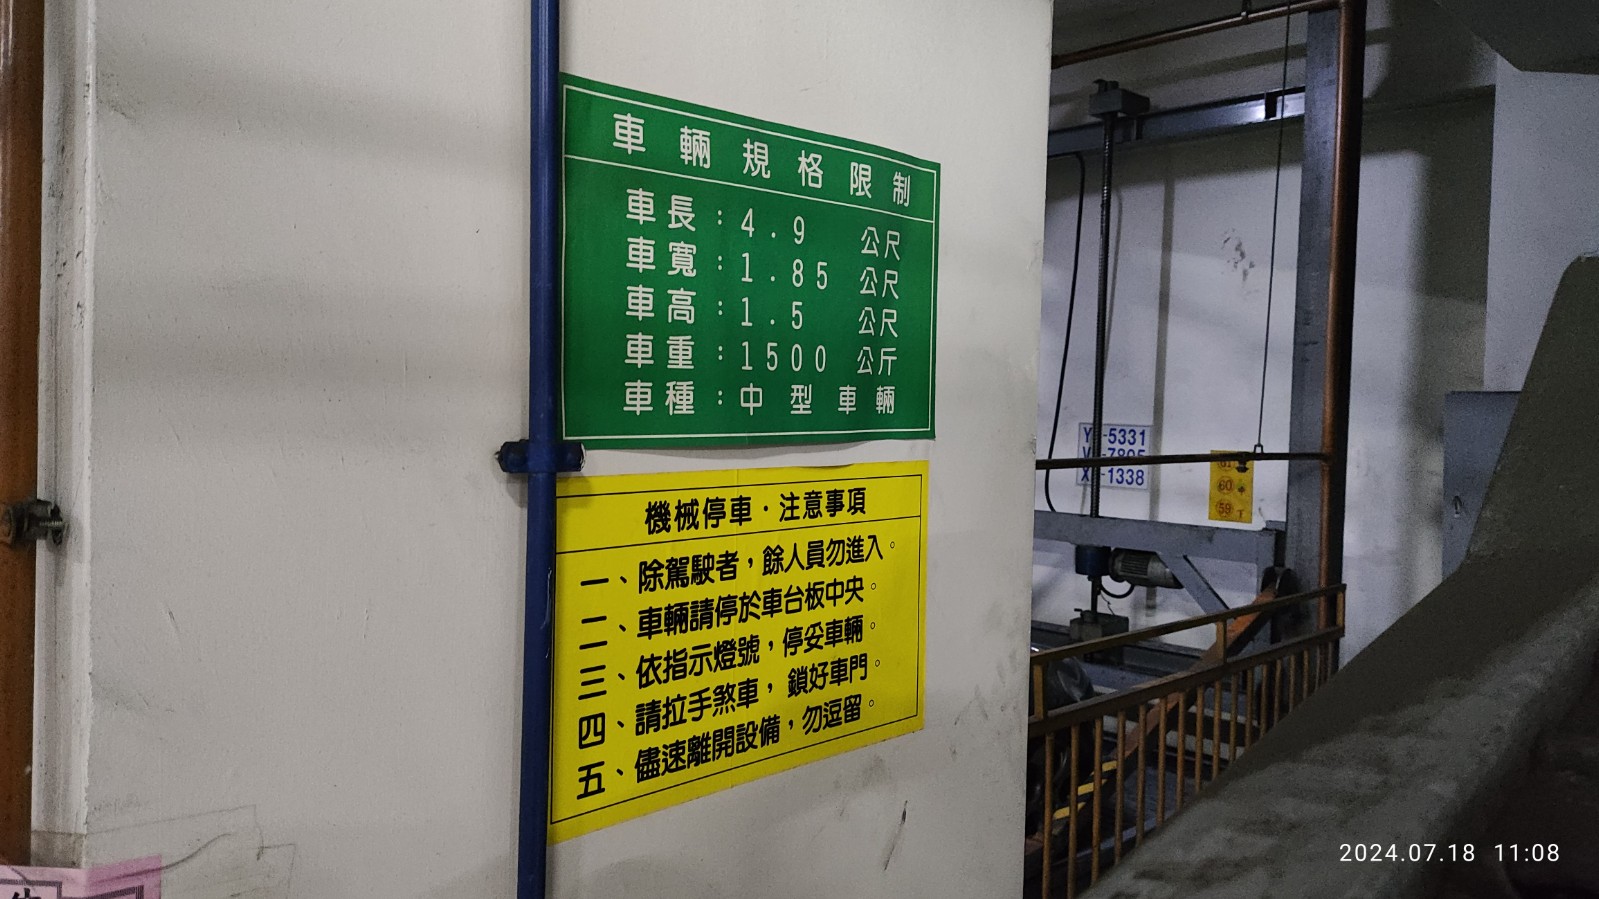 車輛規格限制
車長：4.9 公尺
車寬：1.85 公尺
車高：1.5 公尺
車重：1500 公斤
車種：中型車輛
機械停車・注意事項
一、除駕駛者，餘人員勿進入。
二、車輛請停於車台板中央。
三、依指示燈號，停妥車輛。
四、請拉手煞車，鎖好車門。
五、儘速離開設備，勿逗留。
-5331
-1338
60
59
2024.07.18 11:08